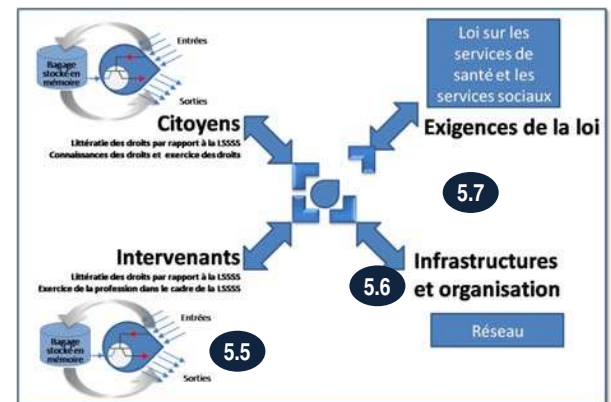 Entrées
Bagage
stocké en
mémoire
Sorties
Citoyens
Littératie des droits par rapport à la LSSSS
Connaissances des droits et exercice des droits
Loi sur les
services de
santé et les
services sociaux
Exigences de la loi
5.7
Intervenants
Littératie des droits par rapport à la LSSSS
Exercice de la profession dans le cadre de la LSSSS
Entrées
Bagage
stocké en
mémoire
Sorties
5.5
5.6
Infrastructures
et organisation
Réseau